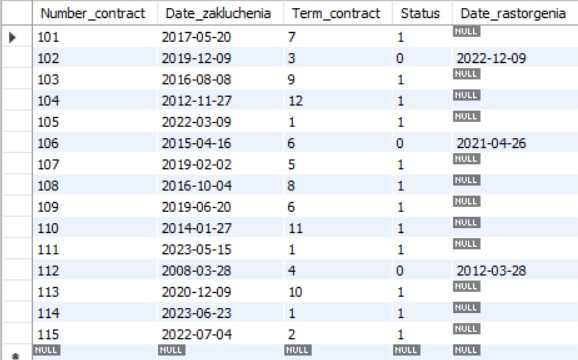 Number_contract Date_zakluchenia Term_contract Status Date_rastorgenia
101 2017-05-20 7 1 NULL
102 2019-12-09 3 0 2022-12-09
103 2016-08-08 9 1 NULL
104 2012-11-27 12 1 NULL
105 2022-03-09 1 1 NULL
106 2015-04-16 6 0 2021-04-26
107 2019-02-02 5 1 NULL
108 2016-10-04 8 1 NULL
109 2019-06-20 6 1 NULL
110 2014-01-27 11 1 NULL
111 2023-05-15 1 1 NULL
112 2008-03-28 4 0 2012-03-28
113 2020-12-09 10 1 NULL
114 2023-06-23 1 1 NULL
115 2022-07-04 2 1 NULL
NULL NULL NULL NULL NULL